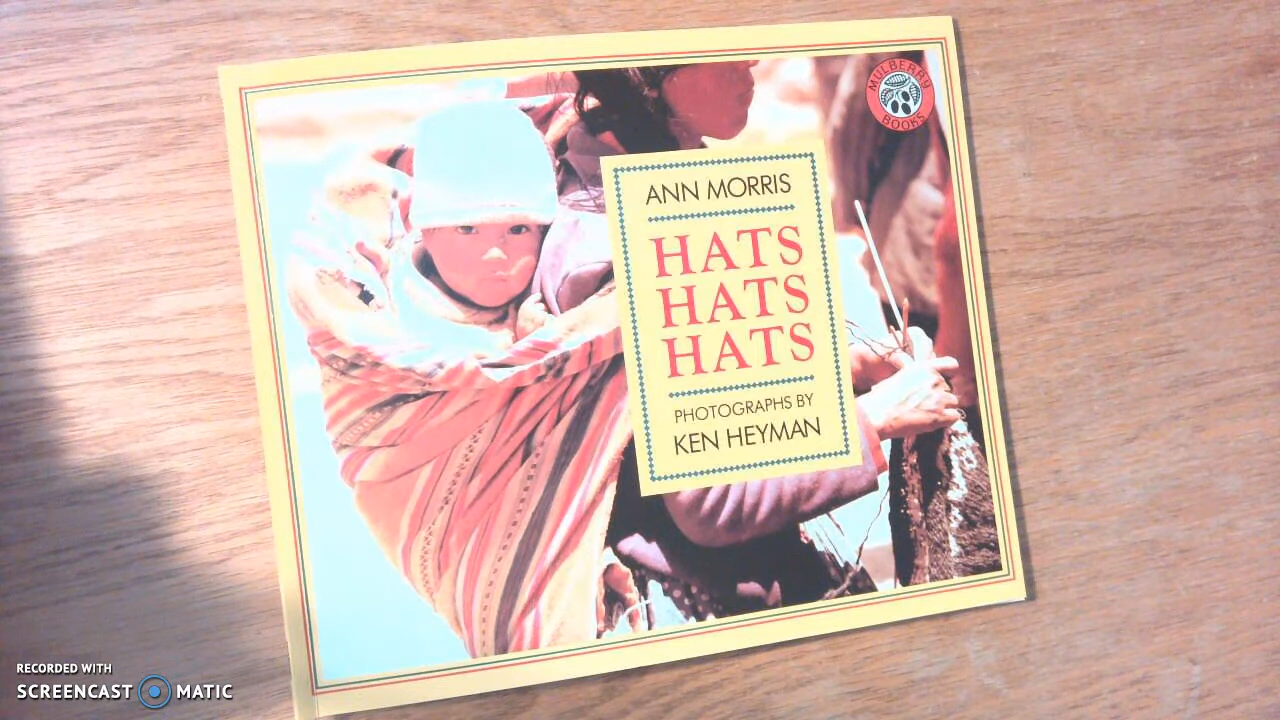 MULBERRY
BOOKS
ANN MORRIS
HATS
HATS
HATS
PHOTOGRAPHS BY
KEN HEYMAN
RECORDED WITH
SCREENCAST MATIC